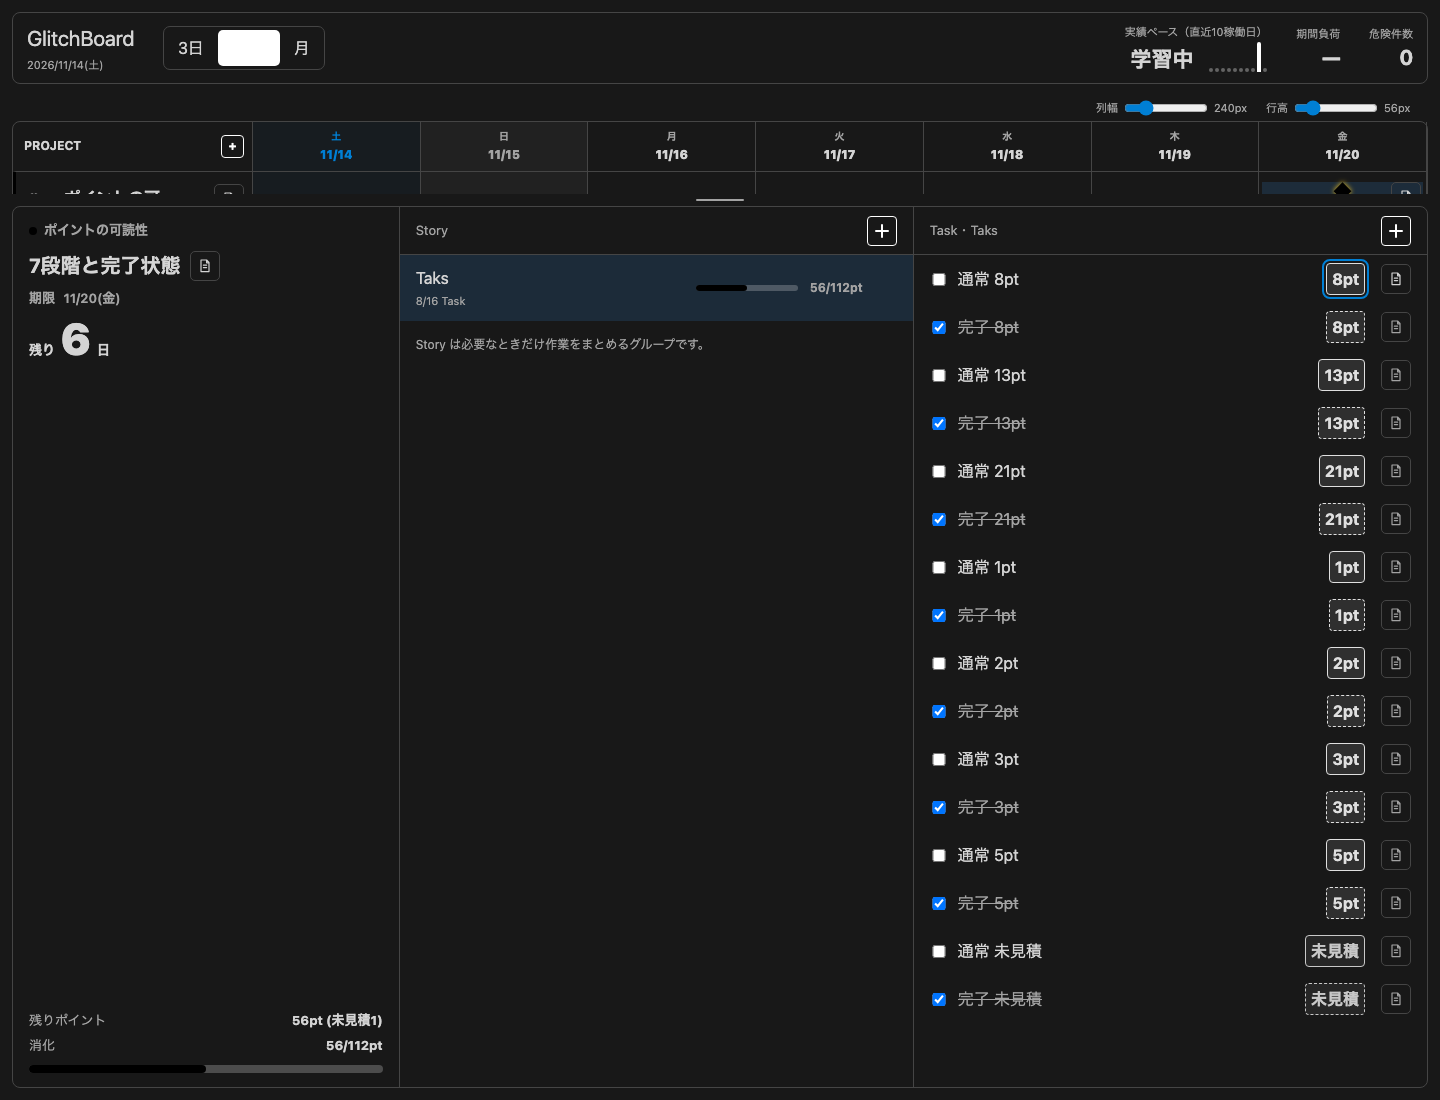 GlitchBoard
2026/11/14(土)
3日
月
実績ペース（直近10稼働日）
学習中
期間負荷
—
危険件数
0
列幅
240px
行高
56px
PROJECT
+
土
11/14
日
11/15
月
11/16
火
11/17
水
11/18
木
11/19
金
11/20
ポイントの可読性
7段階と完了状態
期限 11/20(金)
残り 6 日
残りポイント
56pt (未見積1)
消化
56/112pt
Story
+
Taks
8/16 Task
56/112pt
Story は必要なときだけ作業をまとめるグループです。
Task・Taks
+
通常 8pt
8pt
完了 8pt
8pt
通常 13pt
13pt
完了 13pt
13pt
通常 21pt
21pt
完了 21pt
21pt
通常 1pt
1pt
完了 1pt
1pt
通常 2pt
2pt
完了 2pt
2pt
通常 3pt
3pt
完了 3pt
3pt
通常 5pt
5pt
完了 5pt
5pt
通常 未見積
未見積
完了 未見積
未見積